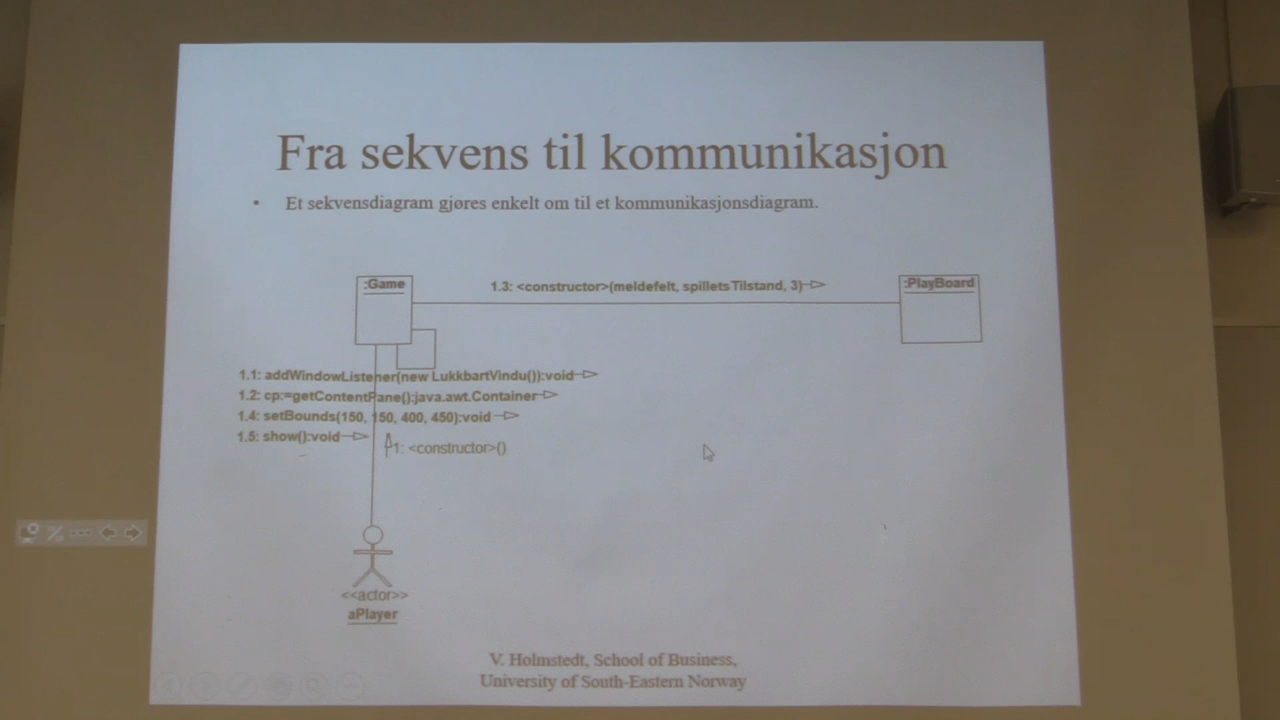 Fra sekvens til kommunikasjon
• Et sekvensdiagram gjøres enkelt om til et kommunikasjonsdiagram.
:Game
1.3: <constructor>(meldefelt, spilletsTilstand, 3)
:PlayBoard
1.1: addWindowListener(new LukkbartVindu()):void
1.2: cp:=getContentPane():java.awt.Container
1.4: setBounds(150, 150, 400, 450):void
1.5: show():void
1: <constructor>()
<<actor>>
aPlayer
V. Holmstedt, School of Business,
University of South-Eastern Norway